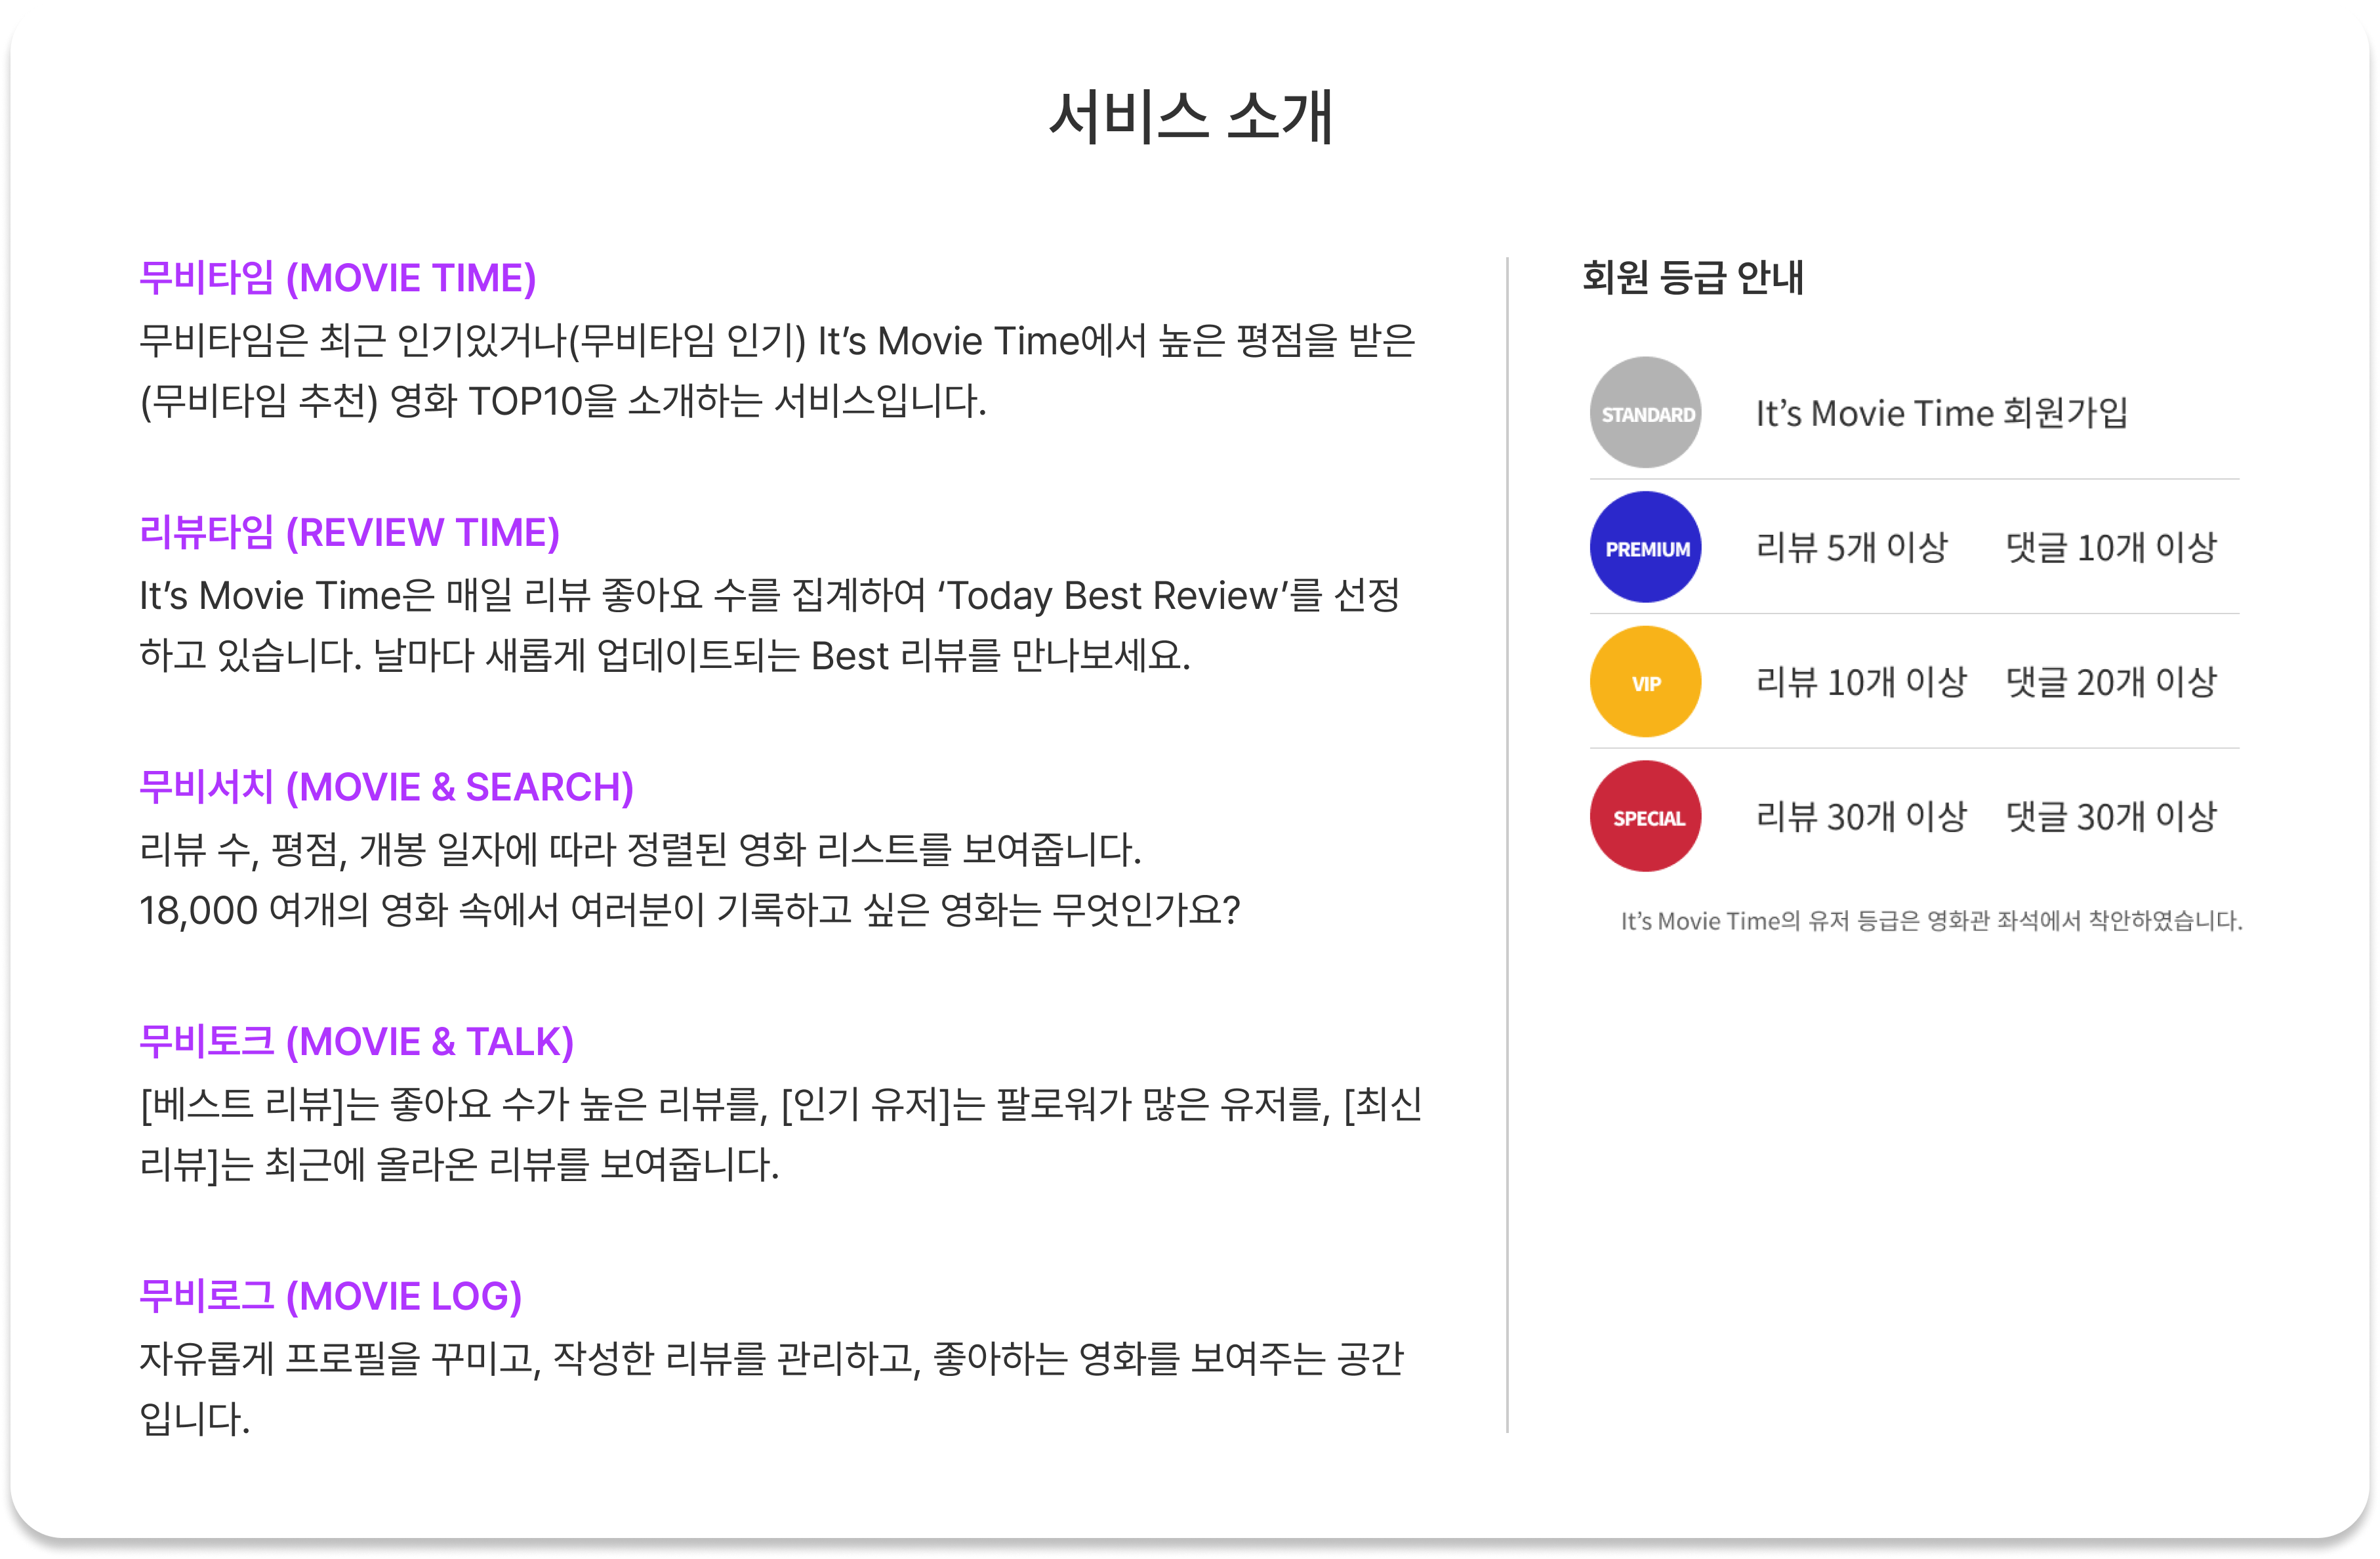 서비스 소개
무비타임 (MOVIE TIME)
무비타임은 최근 인기있거나(무비타임 인기) It’s Movie Time에서 높은 평점을 받은
(무비타임 추천) 영화 TOP10을 소개하는 서비스입니다.
리뷰타임 (REVIEW TIME)
It’s Movie Time은 매일 리뷰 좋아요 수를 집계하여 ‘Today Best Review’를 선정
하고 있습니다. 날마다 새롭게 업데이트되는 Best 리뷰를 만나보세요.
무비서치 (MOVIE & SEARCH)
리뷰 수, 평점, 개봉 일자에 따라 정렬된 영화 리스트를 보여줍니다.
18,000 여개의 영화 속에서 여러분이 기록하고 싶은 영화는 무엇인가요?
무비토크 (MOVIE & TALK)
[베스트 리뷰]는 좋아요 수가 높은 리뷰를, [인기 유저]는 팔로워가 많은 유저를, [최신
리뷰]는 최근에 올라온 리뷰를 보여줍니다.
무비로그 (MOVIE LOG)
자유롭게 프로필을 꾸미고, 작성한 리뷰를 관리하고, 좋아하는 영화를 보여주는 공간
입니다.
회원 등급 안내
STANDARD It’s Movie Time 회원가입
PREMIUM 리뷰 5개 이상 댓글 10개 이상
VIP 리뷰 10개 이상 댓글 20개 이상
SPECIAL 리뷰 30개 이상 댓글 30개 이상
It’s Movie Time의 유저 등급은 영화관 좌석에서 착안하였습니다.